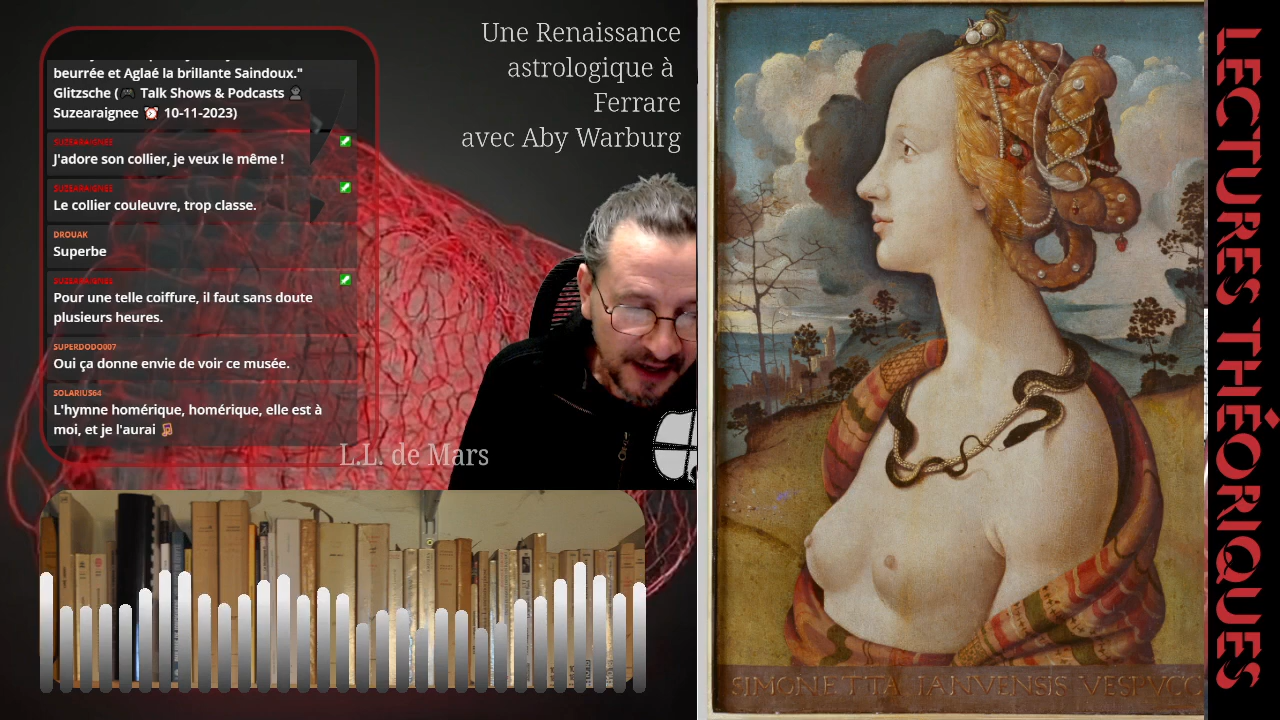 beurrée et Aglaé la brillante Saindoux."
Glitzsche (🎮 Talk Shows & Podcasts 👤
Suzearaignee ⏰ 10-11-2023)
SUZEARAIGNEE
J'adore son collier, je veux le même !
SUZEARAIGNEE
Le collier couleuvre, trop classe.
DROUAK
Superbe
SUZEARAIGNEE
Pour une telle coiffure, il faut sans doute
plusieurs heures.
SUPERDODO007
Oui ça donne envie de voir ce musée.
SOLARIUS64
L'hymne homérique, homérique, elle est à
moi, et je l'aurai 🎵
Une Renaissance
astrologique à
Ferrare
avec Aby Warburg
L.L. de Mars
SIMONETTA IANVENSIS VESPVCC
LECTURES THÉORIQUES